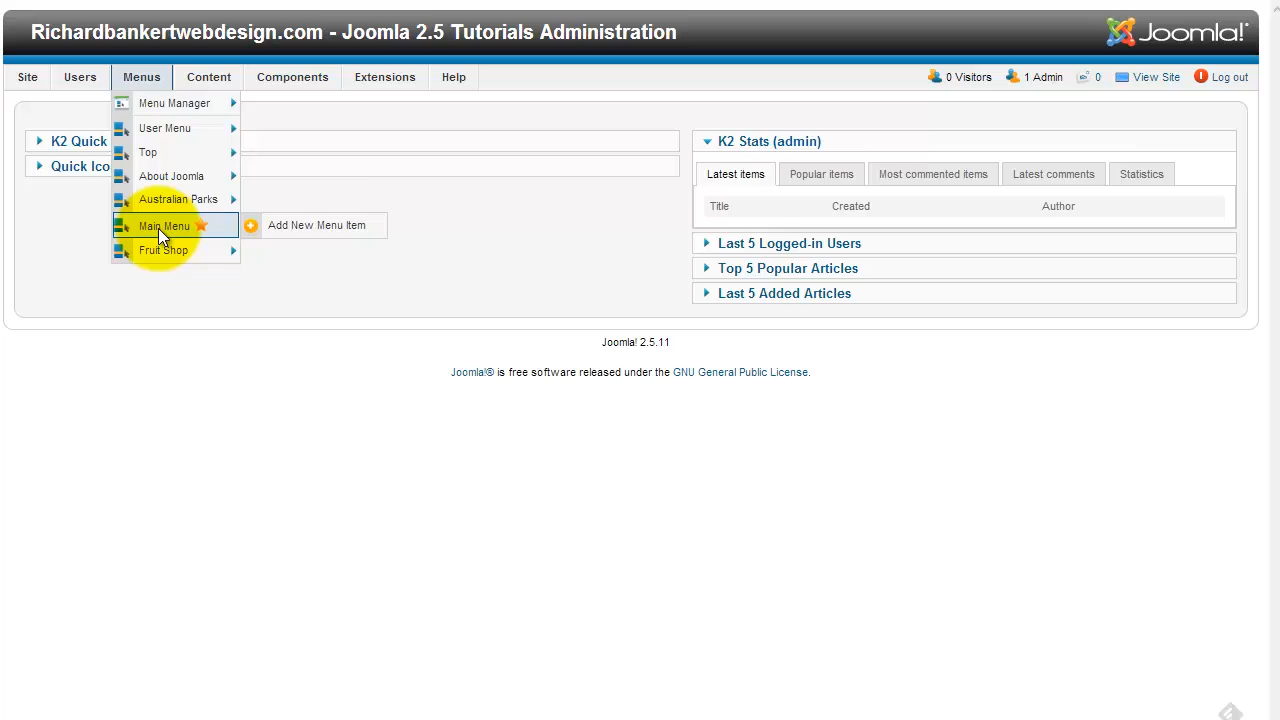 Richardbankertwebdesign.com - Joomla 2.5 Tutorials Administration
Joomla!®
Site Users Menus Content Components Extensions Help 0 Visitors 1 Admin 0 View Site Log out
Menu Manager
User Menu
Top
About Joomla
Australian Parks
Main Menu Add New Menu Item
Fruit Shop
K2 Quick
Quick Ico
K2 Stats (admin)
Latest items Popular items Most commented items Latest comments Statistics
Title Created Author
Last 5 Logged-in Users
Top 5 Popular Articles
Last 5 Added Articles
Joomla! 2.5.11
Joomla!® is free software released under the GNU General Public License.